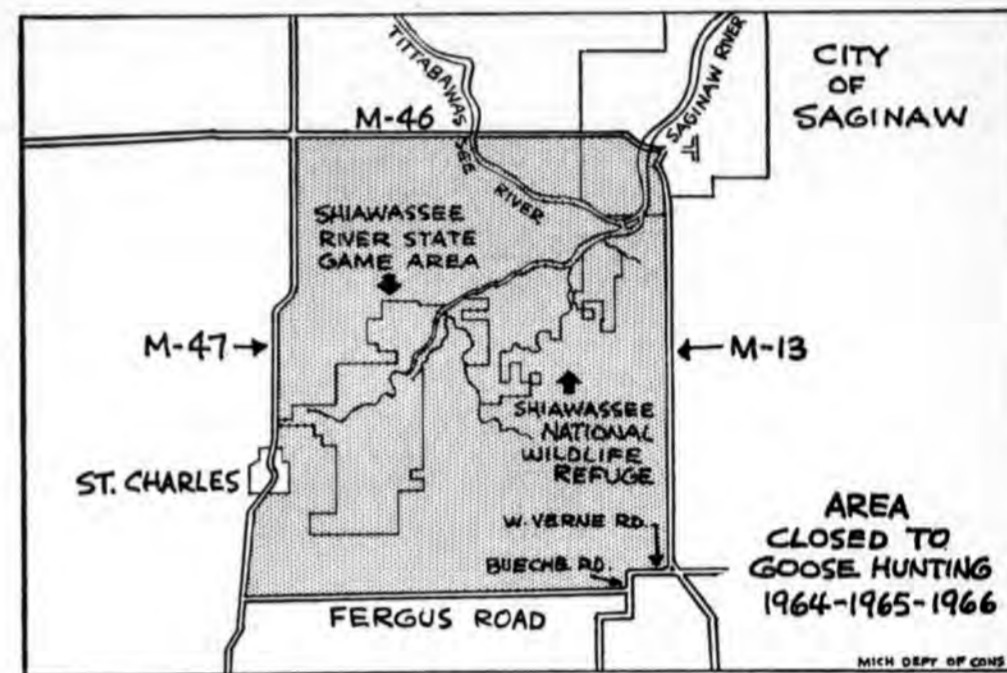 TITTABAWASSEE RIVER
SAGINAW RIVER
CITY
OF
SAGINAW
M-46
SHIAWASSEE
RIVER STATE
GAME AREA
M-47
M-13
SHIAWASSEE
NATIONAL
WILDLIFE
REFUGE
ST. CHARLES
W. VERNE RD.
BUECHE RD.
FERGUS ROAD
AREA
CLOSED TO
GOOSE HUNTING
1964-1965-1966
MICH DEPT OF CONS